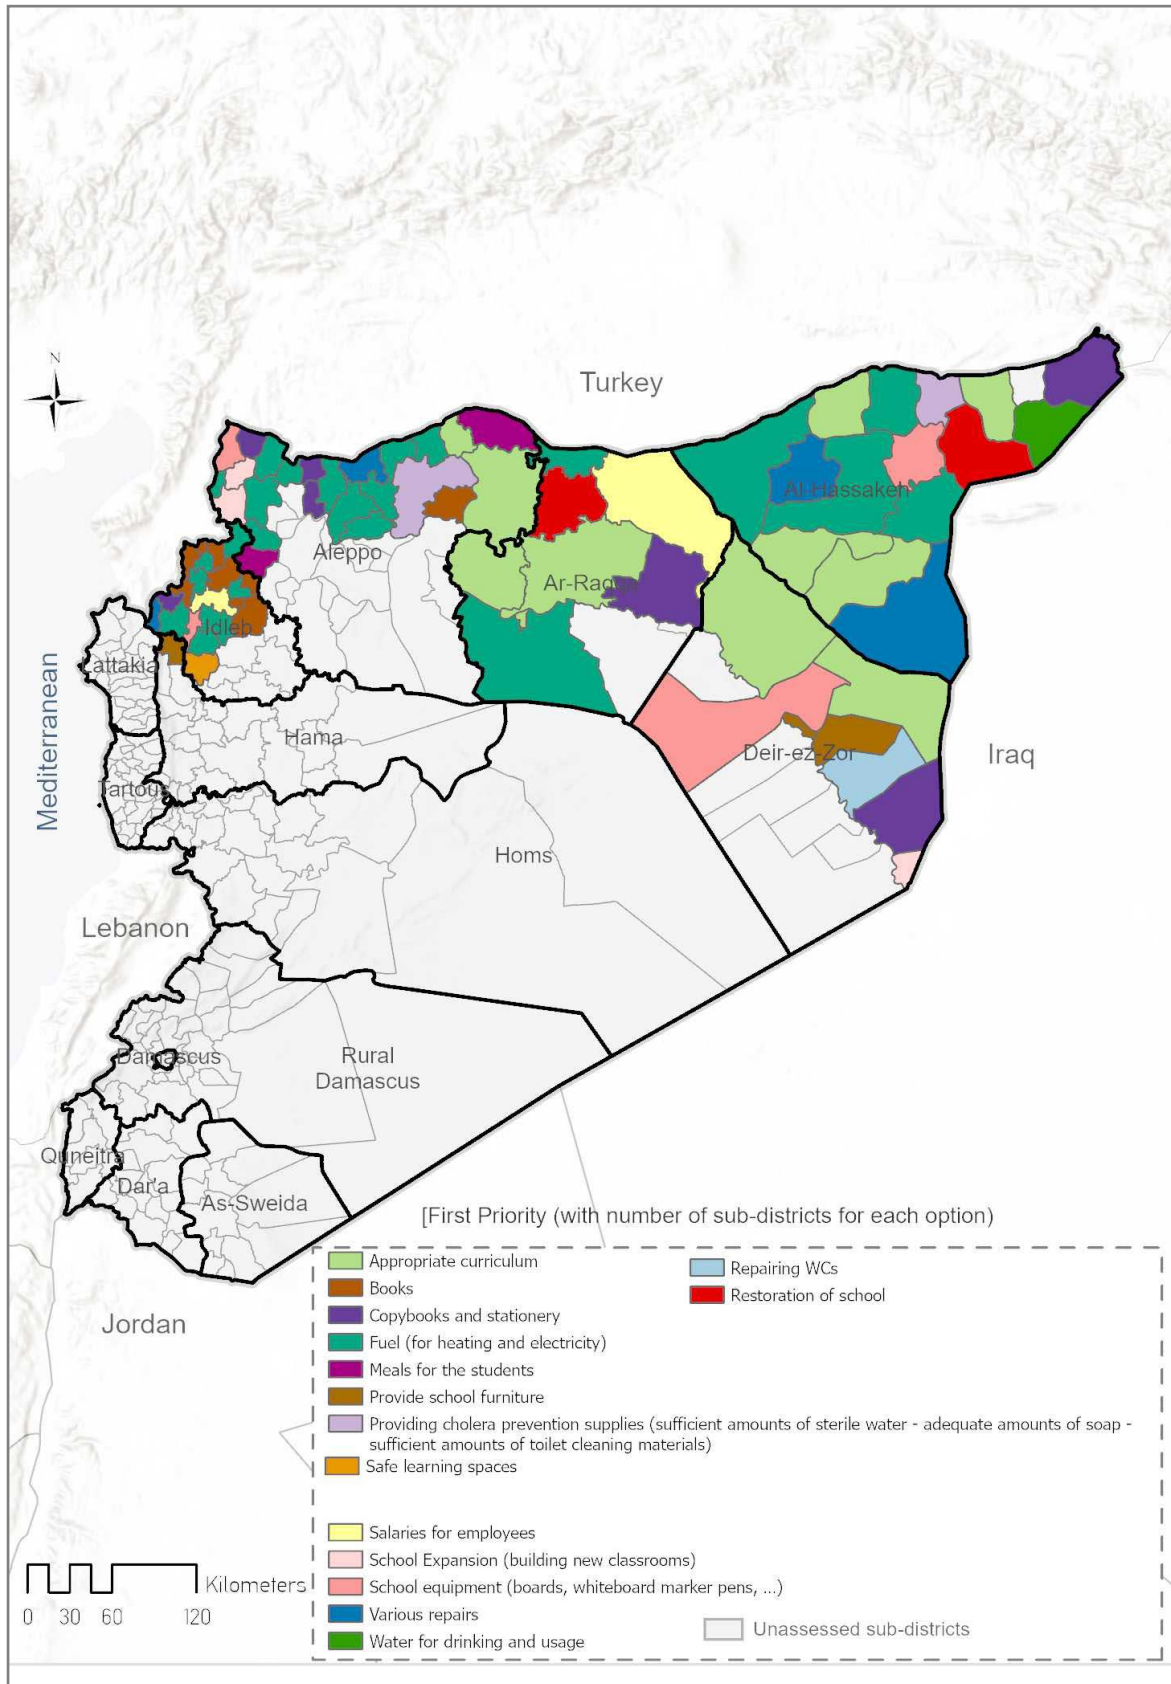 N
Turkey
Al-Hassakeh
Aleppo
Ar-Raqqa
Idleb
Lattakia
Mediterranean
Hama
Deir-ez-Zor
Iraq
Tartous
Homs
Lebanon
Damascus
Rural
Damascus
Quneitra
Dar'a
As-Sweida
Jordan
[First Priority (with number of sub-districts for each option)
Appropriate curriculum
Books
Copybooks and stationery
Fuel (for heating and electricity)
Meals for the students
Provide school furniture
Providing cholera prevention supplies (sufficient amounts of sterile water - adequate amounts of soap -
sufficient amounts of toilet cleaning materials)
Safe learning spaces
Salaries for employees
School Expansion (building new classrooms)
School equipment (boards, whiteboard marker pens, ...)
Various repairs
Water for drinking and usage
Repairing WCs
Restoration of school
Unassessed sub-districts
Kilometers
0 30 60 120